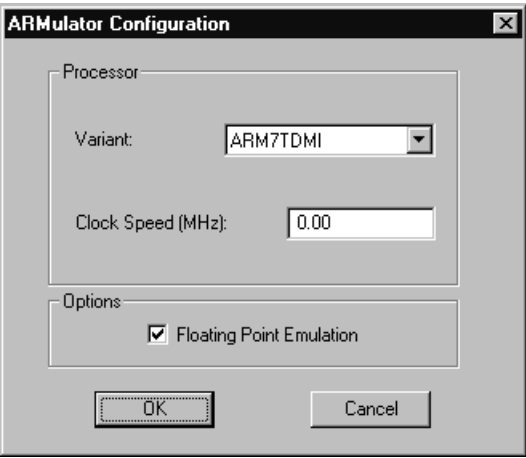 ARMulator Configuration
Processor
Variant: ARM7TDMI
Clock Speed (MHz): 0.00
Options
Floating Point Emulation
OK Cancel